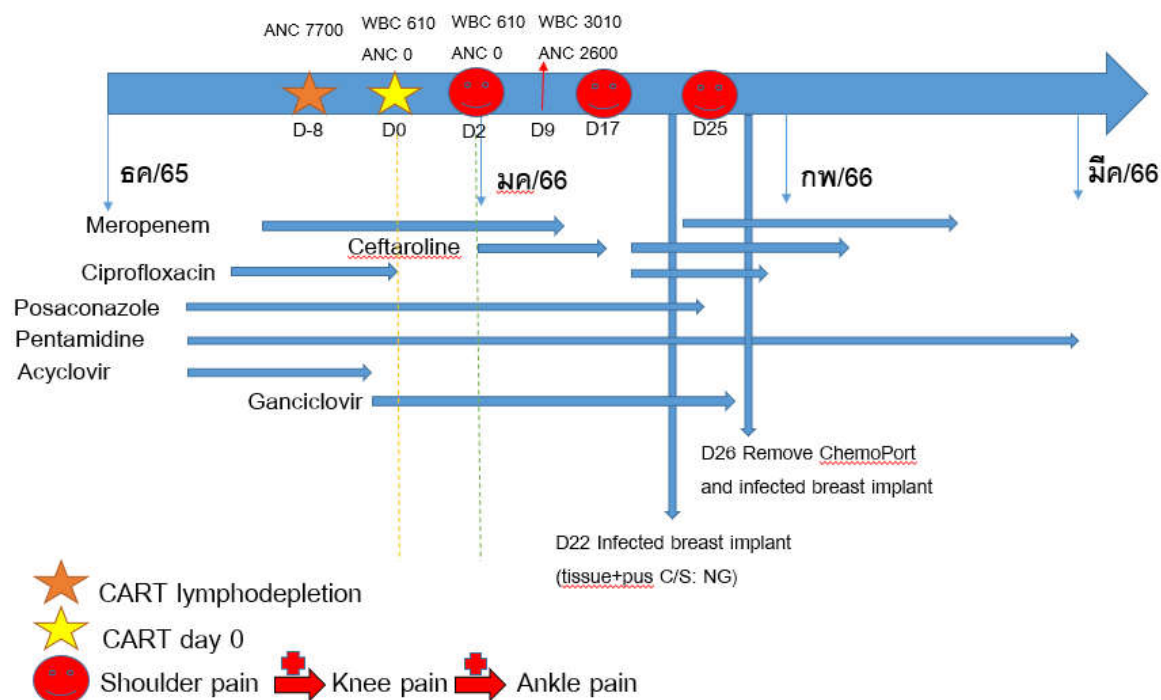 ANC 7700
WBC 610
ANC 0
WBC 610
ANC 0
WBC 3010
ANC 2600
D-8
D0
D2
D9
D17
D25
ธค/65
มค/66
กพ/66
มีค/66
Meropenem
Ceftaroline
Ciprofloxacin
Posaconazole
Pentamidine
Acyclovir
Ganciclovir
D26 Remove ChemoPort
and infected breast implant
D22 Infected breast implant
(tissue+pus C/S: NG)
CART lymphodepletion
CART day 0
Shoulder pain Knee pain Ankle pain